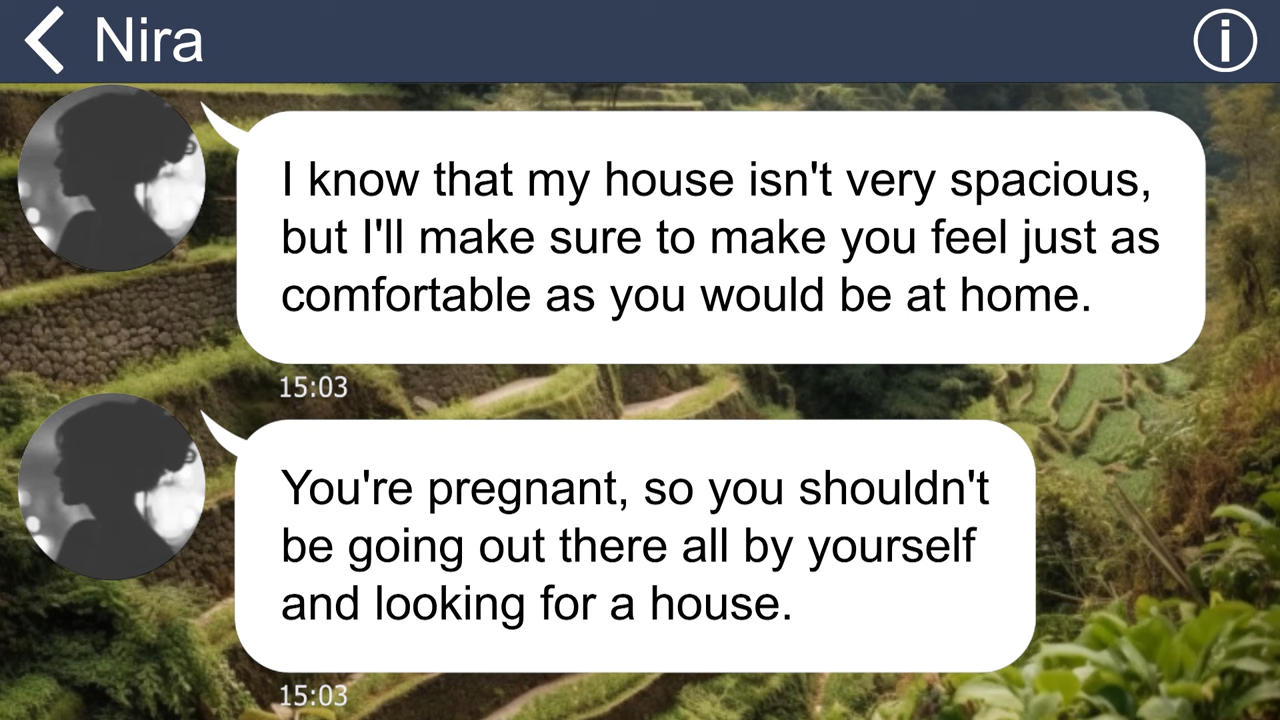 Nira
I know that my house isn't very spacious,
but I'll make sure to make you feel just as
comfortable as you would be at home.
15:03
You're pregnant, so you shouldn't
be going out there all by yourself
and looking for a house.
15:03